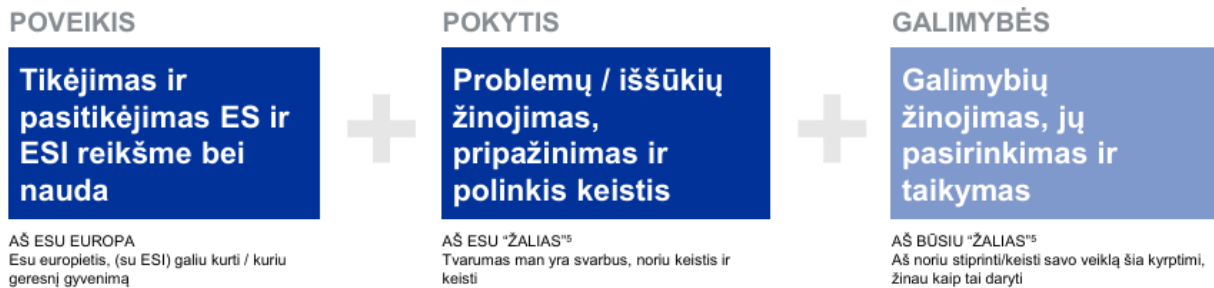 POVEIKIS
Tikėjimas ir
pasitikėjimas ES ir
ESI reikšme bei
nauda
AŠ ESU EUROPA
Esu europietis, (su ESI) galiu kurti / kuriu
geresnį gyvenimą
POKYTIS
Problemų / iššūkių
žinojimas,
pripažinimas ir
polinkis keistis
AŠ ESU “ŽALIAS”⁵
Tvarumas man yra svarbus, noriu keistis ir
keisti
GALIMYBĖS
Galimybių
žinojimas, jų
pasirinkimas ir
taikymas
AŠ BŪSIU “ŽALIAS”⁵
Aš noriu stiprinti/keisti savo veiklą šia kyrptimi,
žinau kaip tai daryti